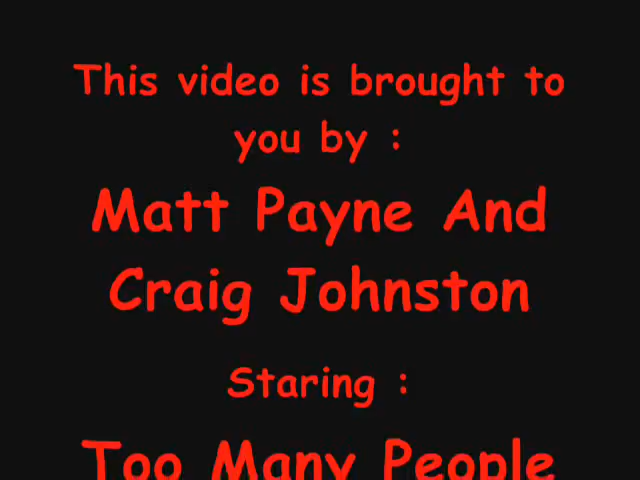 This video is brought to
you by :
Matt Payne And
Craig Johnston
Staring :
Too Many People